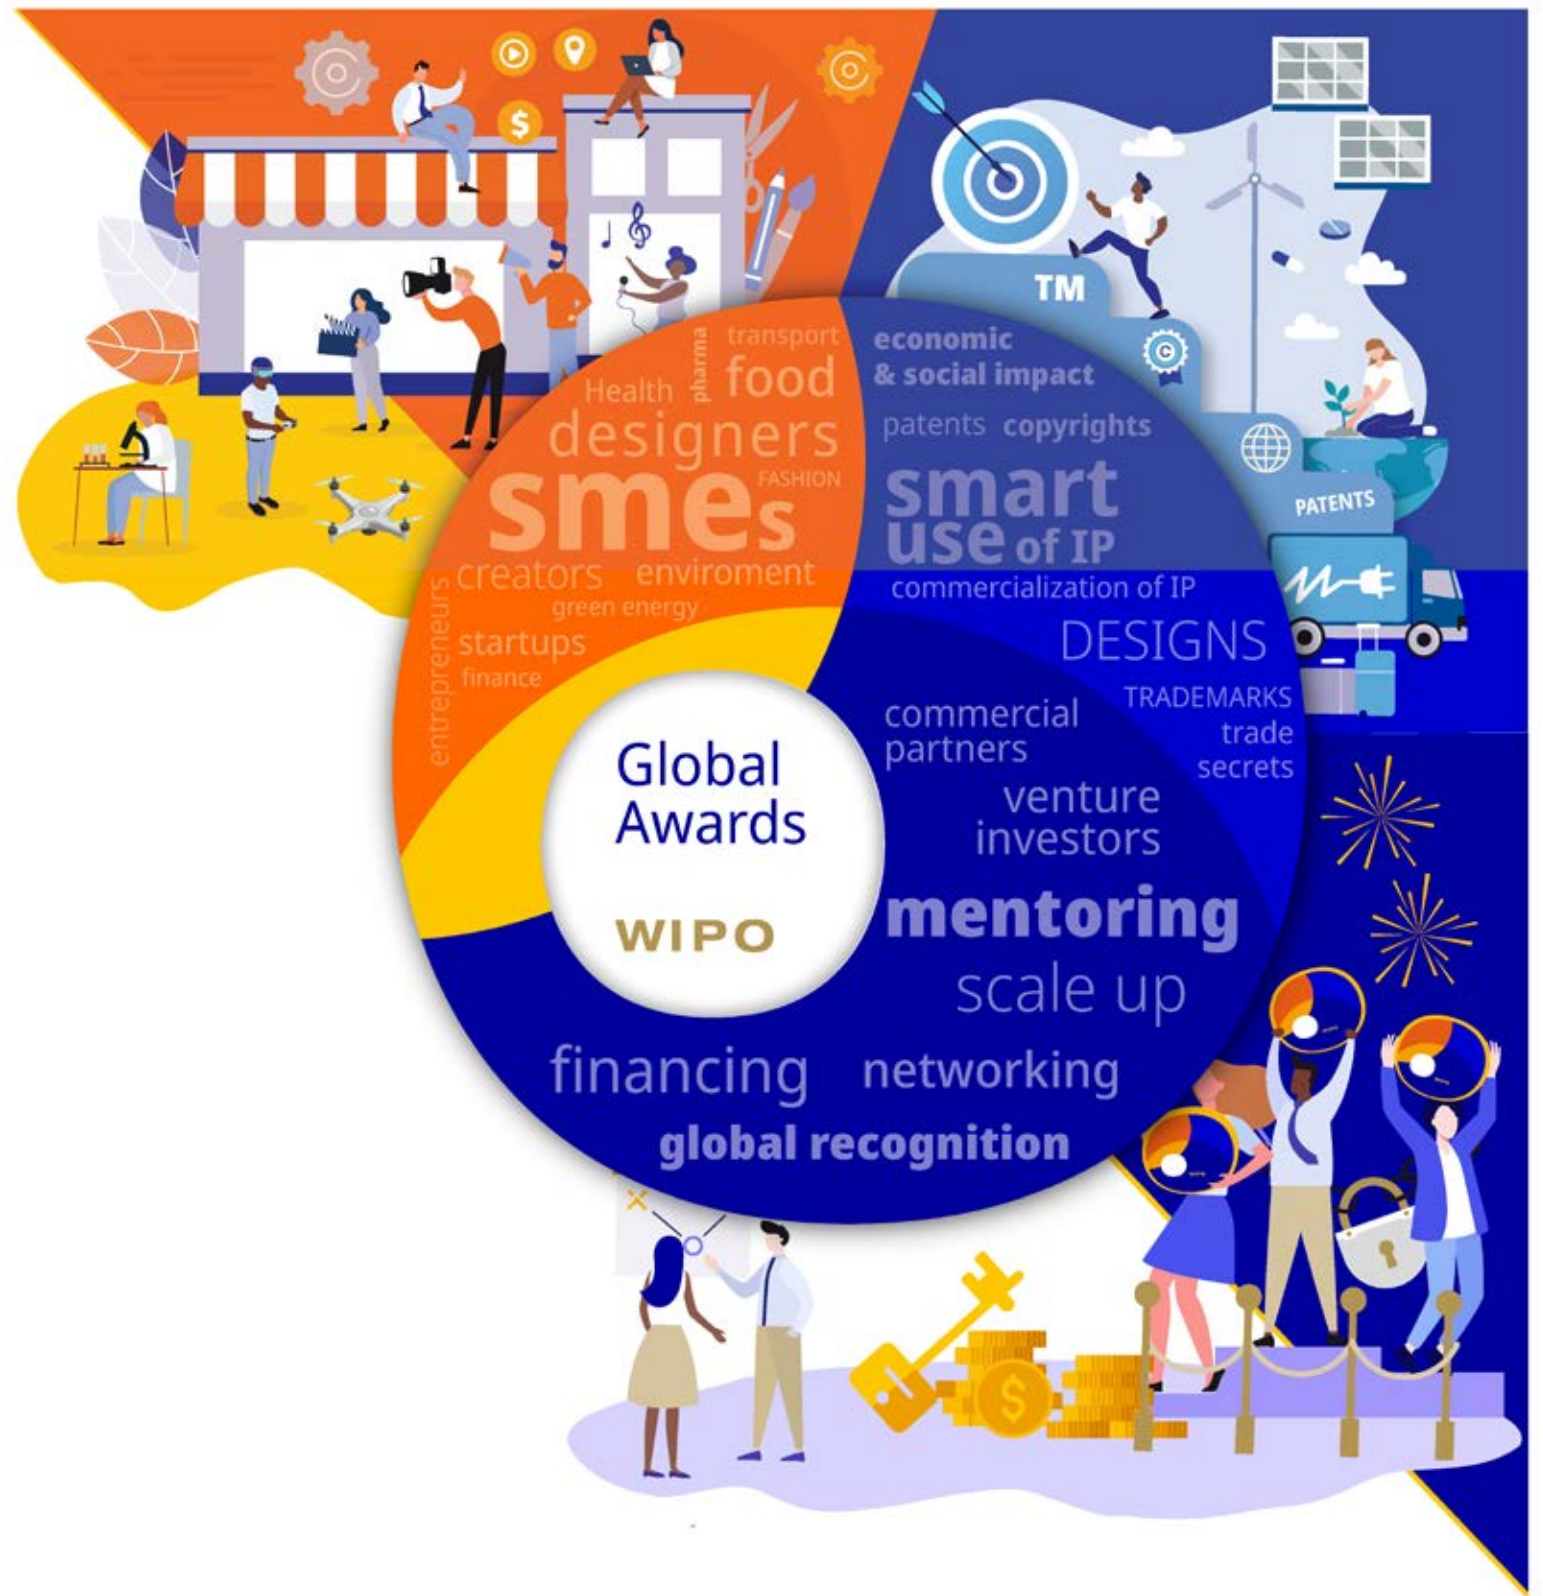 TM
C
PATENTS
transport
pharma
Health
food
designers
FASHION
smes
creators
enviroment
green energy
entrepreneurs
startups
finance
economic
& social impact
patents copyrights
smart
use of IP
commercialization of IP
DESIGNS
TRADEMARKS
trade
secrets
commercial
partners
venture
investors
mentoring
scale up
financing networking
global recognition
Global
Awards
WIPO
$
$